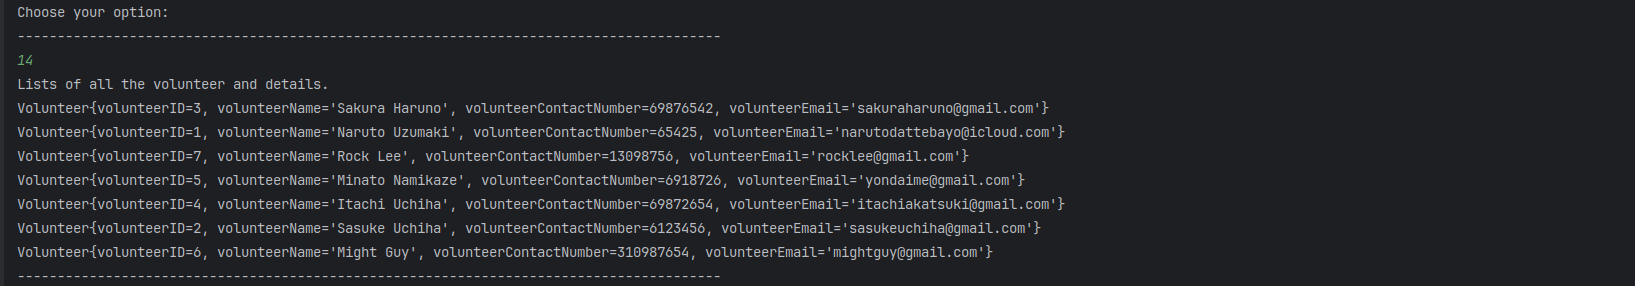 Choose your option:
----------------------------------------------------------------------------------------
14
Lists of all the volunteer and details.
Volunteer{volunteerID=3, volunteerName='Sakura Haruno', volunteerContactNumber=69876542, volunteerEmail='sakuraharuno@gmail.com'}
Volunteer{volunteerID=1, volunteerName='Naruto Uzumaki', volunteerContactNumber=65425, volunteerEmail='narutodattebayo@icloud.com'}
Volunteer{volunteerID=7, volunteerName='Rock Lee', volunteerContactNumber=13098756, volunteerEmail='rocklee@gmail.com'}
Volunteer{volunteerID=5, volunteerName='Minato Namikaze', volunteerContactNumber=6918726, volunteerEmail='yondaime@gmail.com'}
Volunteer{volunteerID=4, volunteerName='Itachi Uchiha', volunteerContactNumber=69872654, volunteerEmail='itachiakatsuki@gmail.com'}
Volunteer{volunteerID=2, volunteerName='Sasuke Uchiha', volunteerContactNumber=6123456, volunteerEmail='sasukeuchiha@gmail.com'}
Volunteer{volunteerID=6, volunteerName='Might Guy', volunteerContactNumber=310987654, volunteerEmail='mightguy@gmail.com'}
----------------------------------------------------------------------------------------